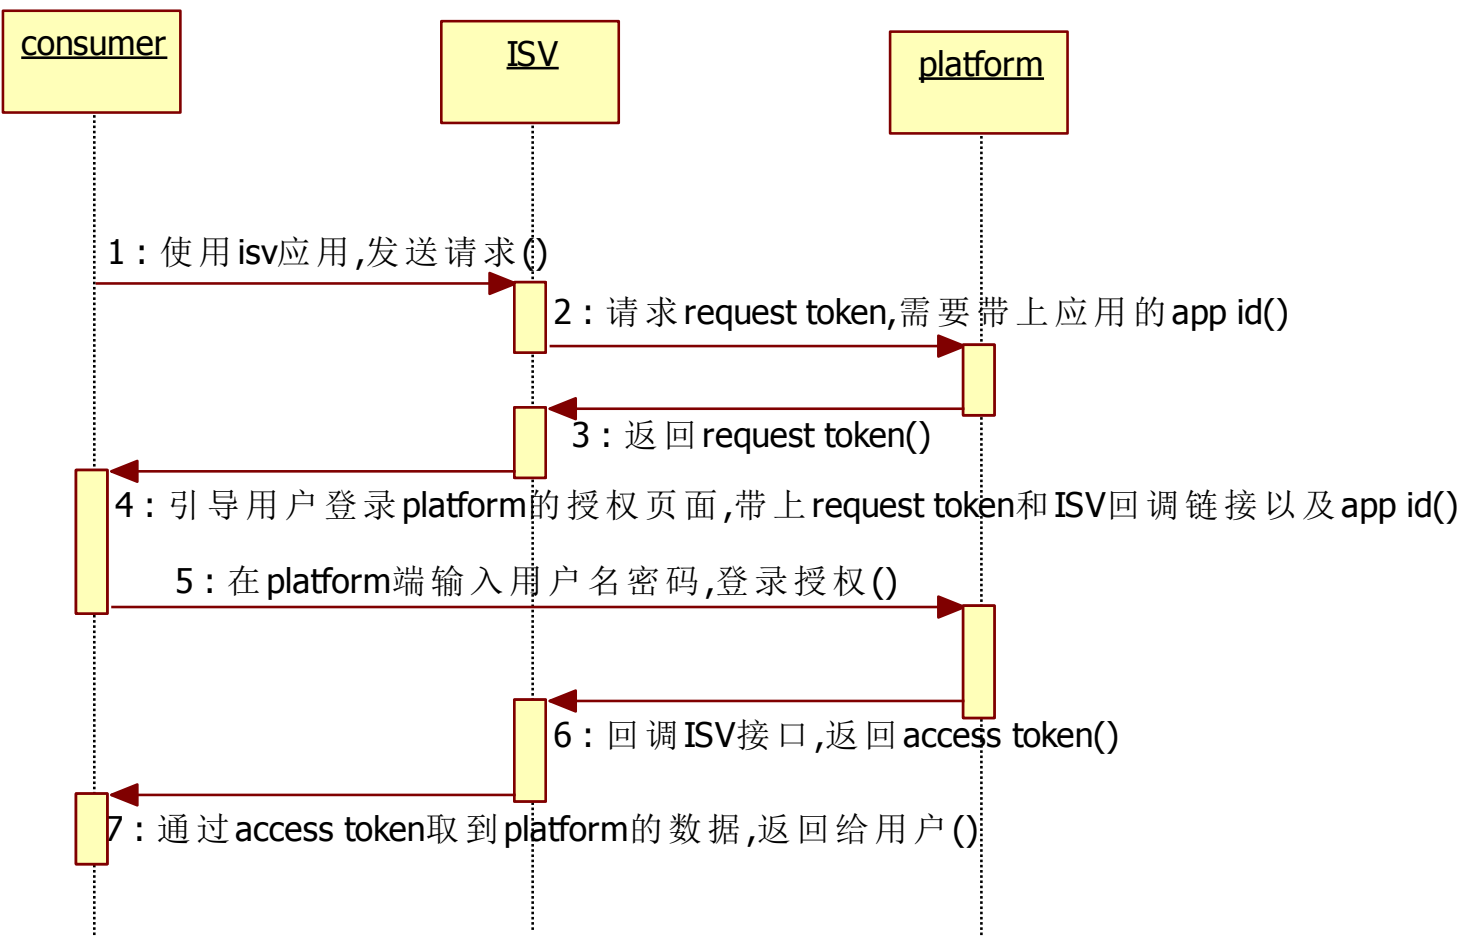 consumer
ISV
platform
1 : 使用isv应用,发送请求()
2 : 请求request token,需要带上应用的app id()
3 : 返回request token()
4 : 引导用户登录platform的授权页面,带上request token和ISV回调链接以及app id()
5 : 在platform端输入用户名密码,登录授权()
6 : 回调ISV接口,返回access token()
7 : 通过access token取到platform的数据,返回给用户()